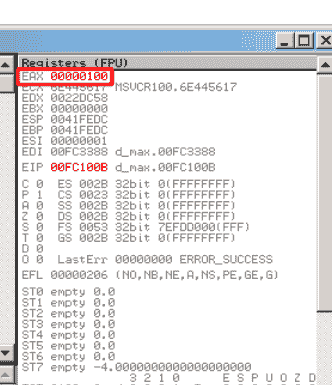 Registers (FPU)
EAX 00000100
ECX 6E445617 MSVCR100.6E445617
EDX 0022DC58
EBX 00000000
ESP 0041FEDC
EBP 0041FEDC
ESI 00000001
EDI 00FC3388 d_max.00FC3388
EIP 00FC100B d_max.00FC100B
C 0 ES 002B 32bit 0(FFFFFFFF)
P 1 CS 0023 32bit 0(FFFFFFFF)
A 0 SS 002B 32bit 0(FFFFFFFF)
Z 0 DS 002B 32bit 0(FFFFFFFF)
S 0 FS 0053 32bit 7EFDD000(FFF)
T 0 GS 002B 32bit 0(FFFFFFFF)
D 0
O 0 LastErr 00000000 ERROR_SUCCESS
EFL 00000206 (NO,NB,NE,A,NS,PE,GE,G)
ST0 empty 0.0
ST1 empty 0.0
ST2 empty 0.0
ST3 empty 0.0
ST4 empty 0.0
ST5 empty 0.0
ST6 empty 0.0
ST7 empty -4.0000000000000000000
3 2 1 0 E S P U O Z D